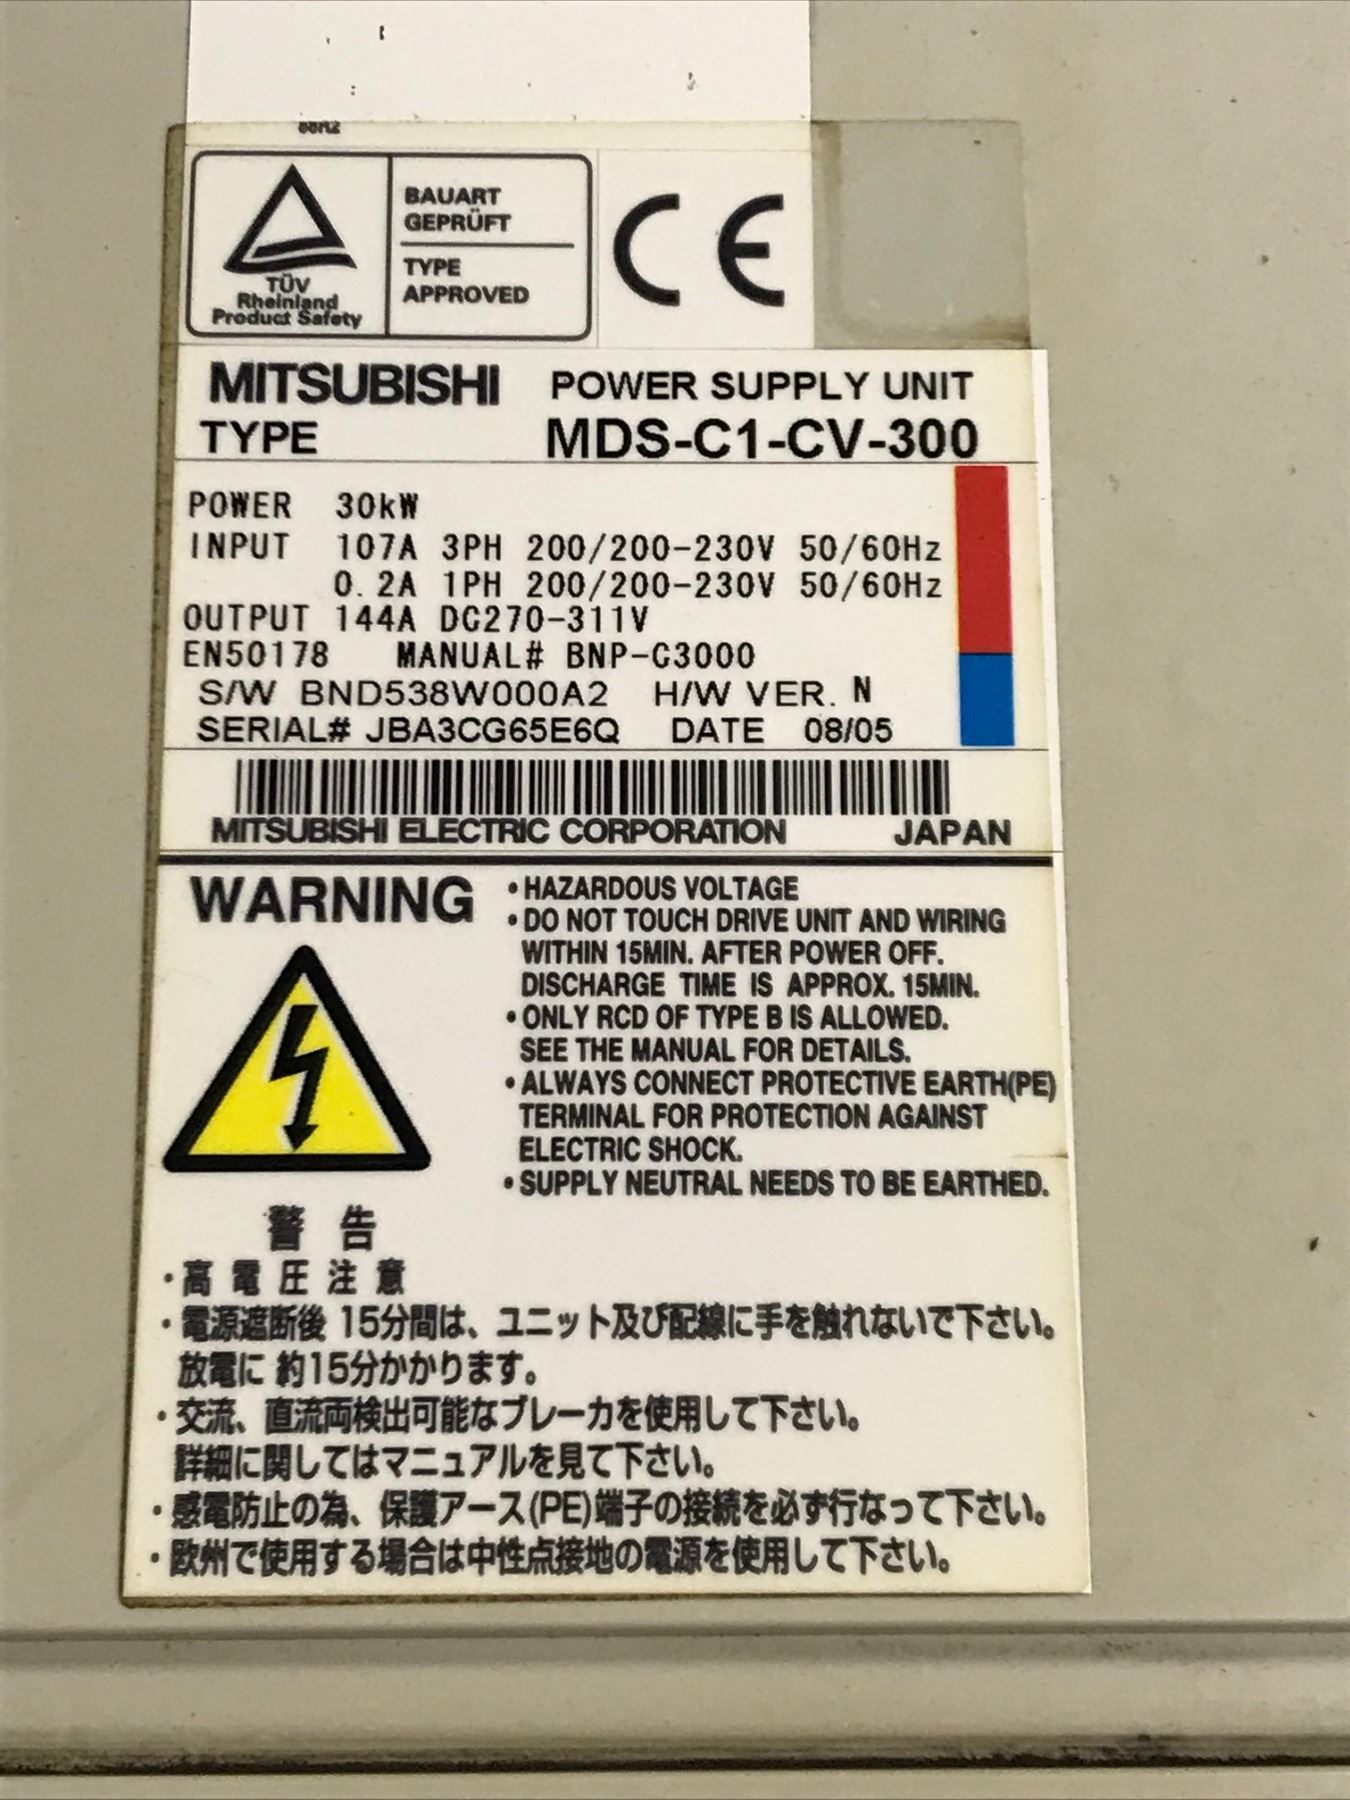 BAUART
GEPRÜFT
TYPE
APPROVED
TÜV
Rheinland
Product Safety
CE
MITSUBISHI POWER SUPPLY UNIT
TYPE MDS-C1-CV-300
POWER 30kW
INPUT 107A 3PH 200/200-230V 50/60Hz
0.2A 1PH 200/200-230V 50/60Hz
OUTPUT 144A DC270-311V
EN50178 MANUAL# BNP-C3000
S/W BND538W000A2 H/W VER. N
SERIAL# JBA3CG65E6Q DATE 08/05
MITSUBISHI ELECTRIC CORPORATION JAPAN
WARNING
・HAZARDOUS VOLTAGE
・DO NOT TOUCH DRIVE UNIT AND WIRING
WITHIN 15MIN. AFTER POWER OFF.
DISCHARGE TIME IS APPROX. 15MIN.
・ONLY RCD OF TYPE B IS ALLOWED.
SEE THE MANUAL FOR DETAILS.
・ALWAYS CONNECT PROTECTIVE EARTH(PE)
TERMINAL FOR PROTECTION AGAINST
ELECTRIC SHOCK.
・SUPPLY NEUTRAL NEEDS TO BE EARTHED.
警 告
・高 電 圧 注 意
・電源遮断後 15分間は、ユニット及び配線に手を触れないで下さい。
放電に 約15分かかります。
・交流、直流両検出可能なブレーカを使用して下さい。
詳細に関してはマニュアルを見て下さい。
・感電防止の為、保護アース(PE)端子の接続を必ず行なって下さい。
・欧州で使用する場合は中性点接地の電源を使用して下さい。